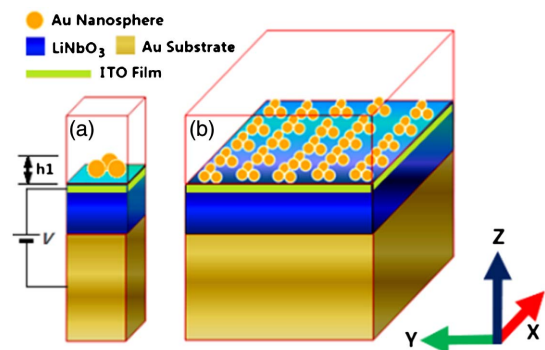 Au Nanosphere
LiNbO₃ Au Substrate
ITO Film
(a) (b)
h1
V
Z
Y X